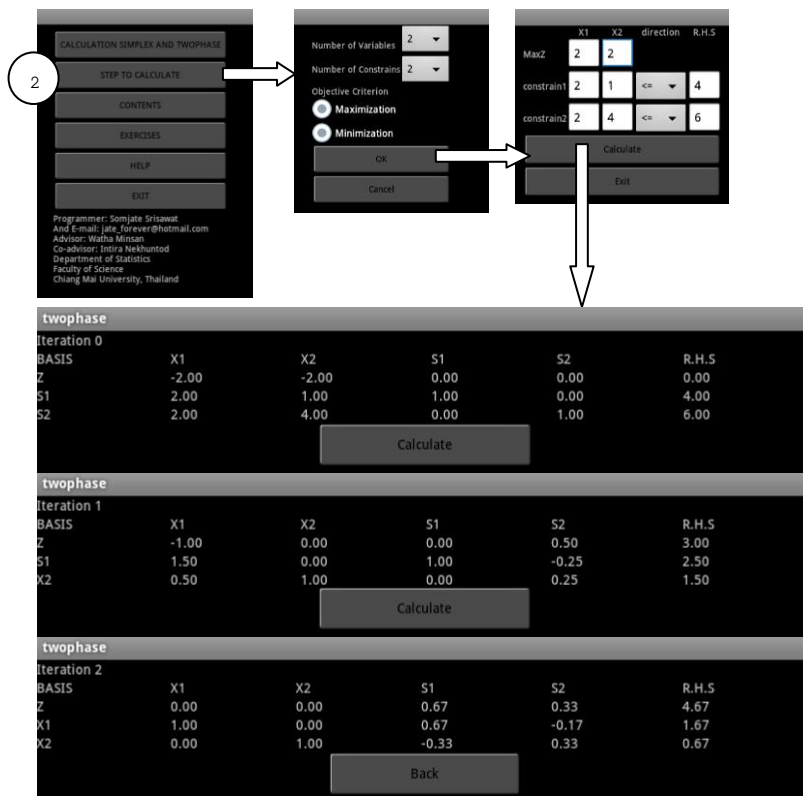 2
CALCULATION SIMPLEX AND TWOPHASE
STEP TO CALCULATE
CONTENTS
EXERCISES
HELP
EXIT
Programmer: Somjate Srisawat
And E-mail: jate_forever@hotmail.com
Advisor: Watha Minsan
Co-advisor: Intira Nekhuntod
Department of Statistics
Faculty of Science
Chiang Mai University, Thailand
Number of Variables 2
Number of Constrains 2
Objective Criterion
Maximization
Minimization
OK
Cancel
X1 X2 direction R.H.S
MaxZ 2 2
constrain1 2 1 <= 4
constrain2 2 4 <= 6
Calculate
Exit
twophase
Iteration 0
BASIS X1 X2 S1 S2 R.H.S
Z -2.00 -2.00 0.00 0.00 0.00
S1 2.00 1.00 1.00 0.00 4.00
S2 2.00 4.00 0.00 1.00 6.00
Calculate
twophase
Iteration 1
BASIS X1 X2 S1 S2 R.H.S
Z -1.00 0.00 0.00 0.50 3.00
S1 1.50 0.00 1.00 -0.25 2.50
X2 0.50 1.00 0.00 0.25 1.50
Calculate
twophase
Iteration 2
BASIS X1 X2 S1 S2 R.H.S
Z 0.00 0.00 0.67 0.33 4.67
X1 1.00 0.00 0.67 -0.17 1.67
X2 0.00 1.00 -0.33 0.33 0.67
Back